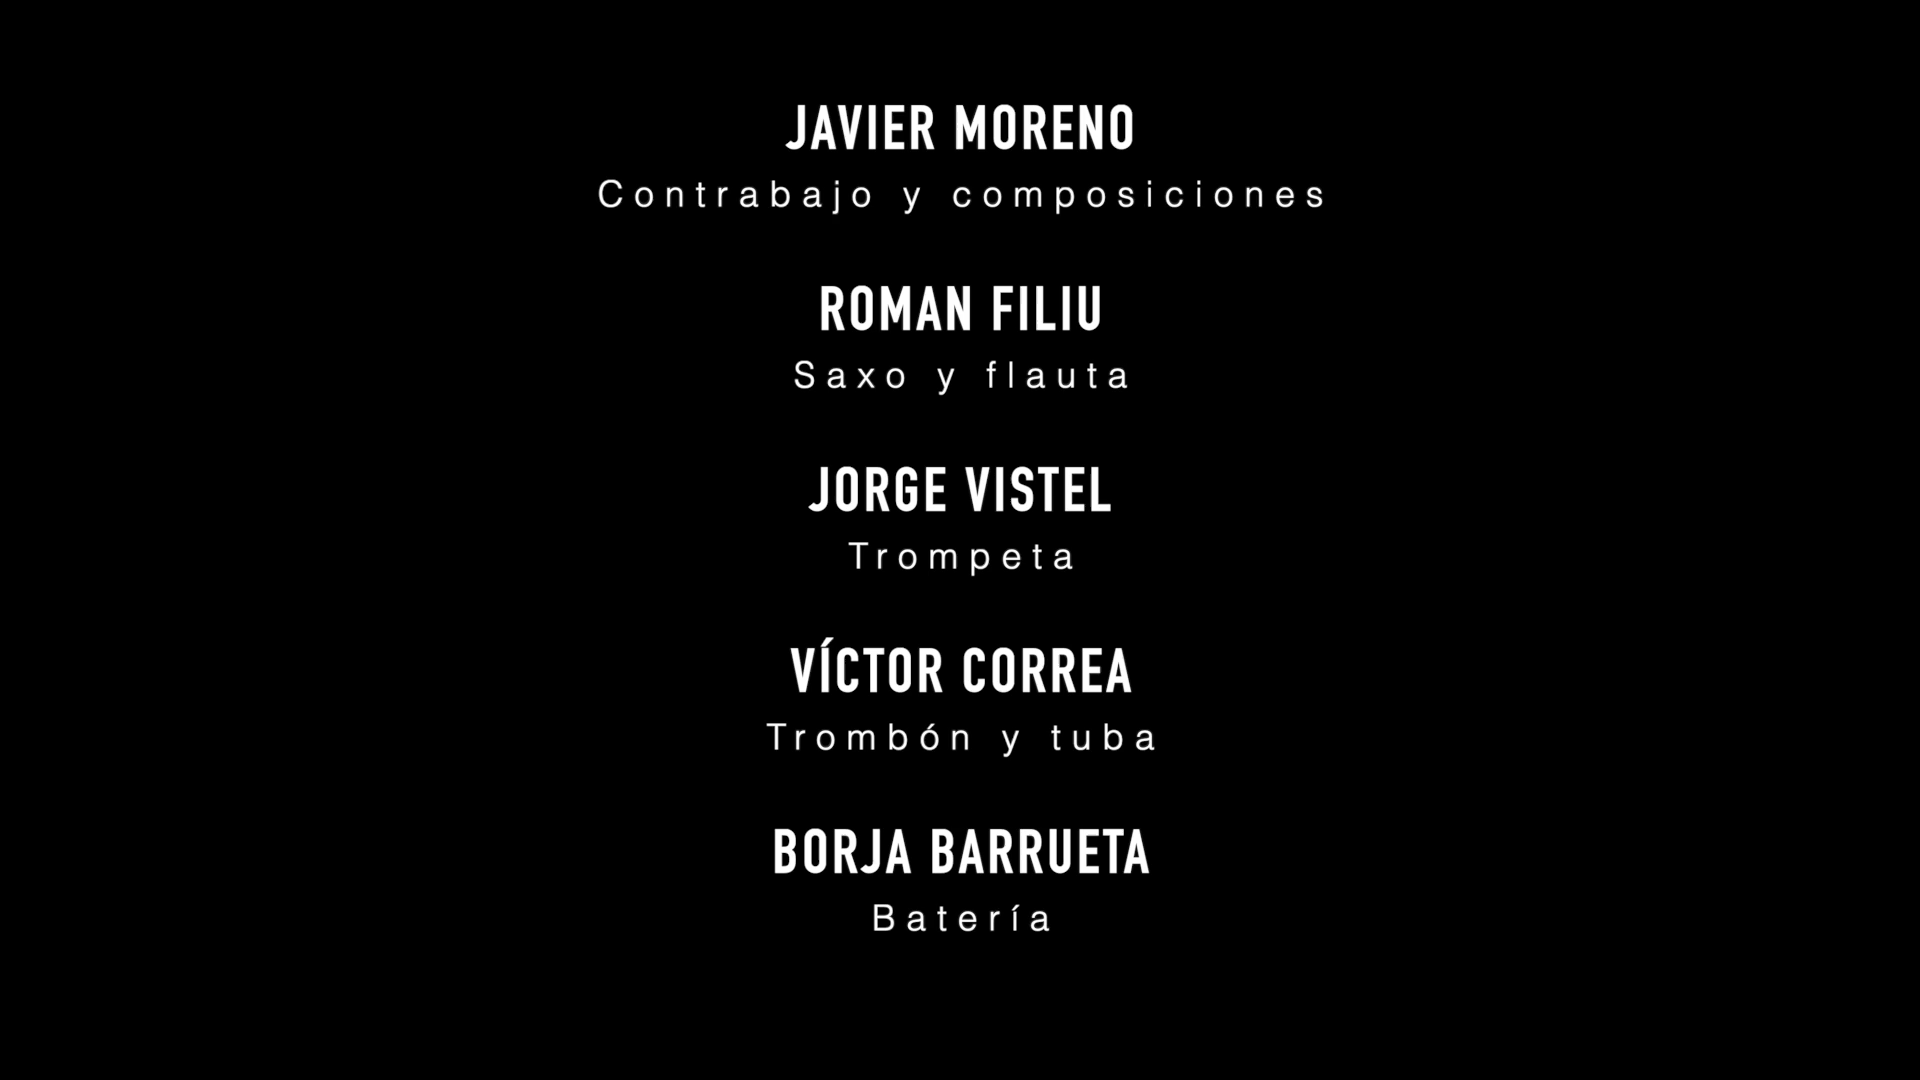 JAVIER MORENO
Contrabajo y composiciones
ROMAN FILIU
Saxo y flauta
JORGE VISTEL
Trompeta
VÍCTOR CORREA
Trombón y tuba
BORJA BARRUETA
Batería